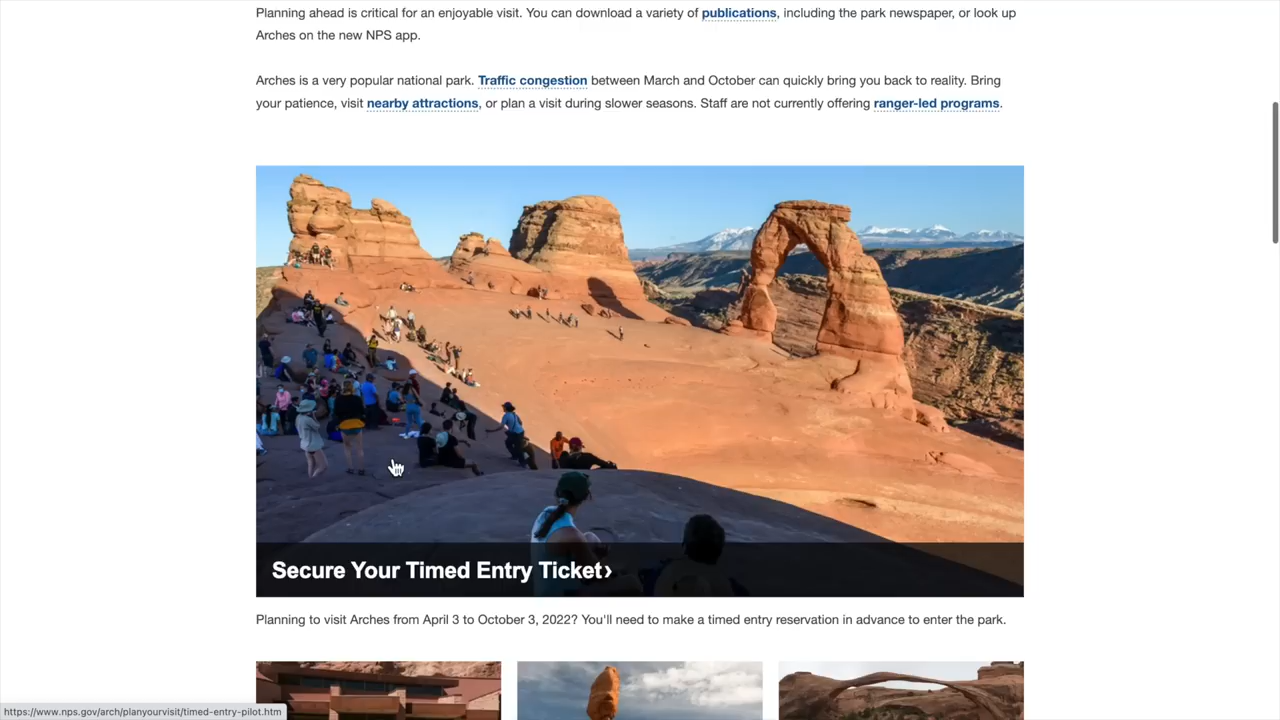 Planning ahead is critical for an enjoyable visit. You can download a variety of publications, including the park newspaper, or look up
Arches on the new NPS app.
Arches is a very popular national park. Traffic congestion between March and October can quickly bring you back to reality. Bring
your patience, visit nearby attractions, or plan a visit during slower seasons. Staff are not currently offering ranger-led programs.
Secure Your Timed Entry Ticket›
Planning to visit Arches from April 3 to October 3, 2022? You'll need to make a timed entry reservation in advance to enter the park.
https://www.nps.gov/arch/planyourvisit/timed-entry-pilot.htm